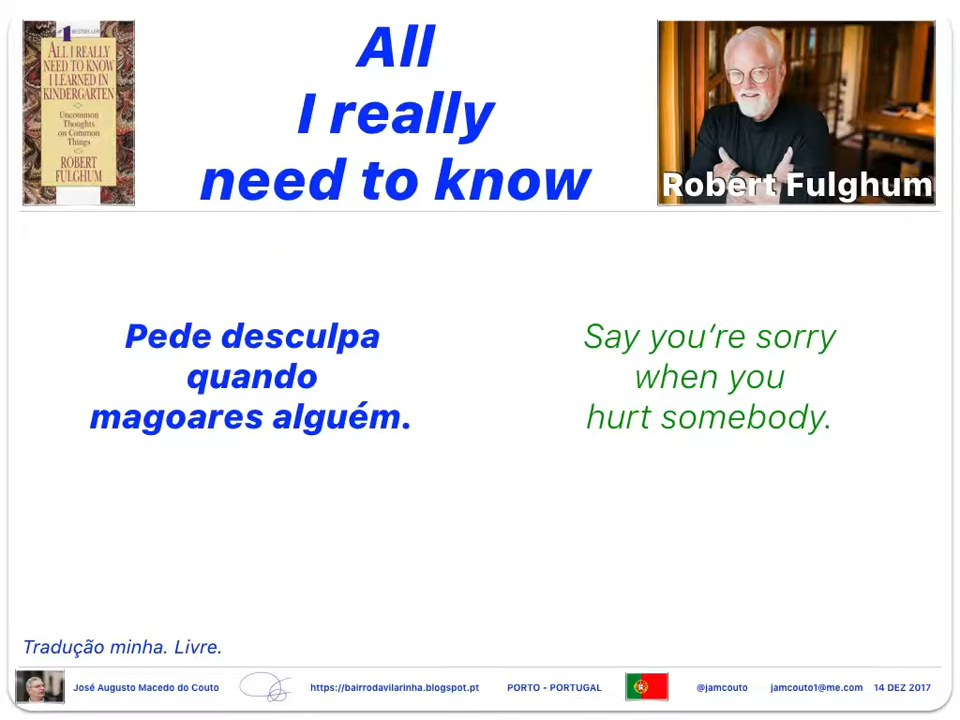 #1 BESTSELLER
ALL I REALLY
NEED TO KNOW
I LEARNED IN
KINDERGARTEN
Uncommon
Thoughts
on Common
Things
ROBERT
FULGHUM
All
I really
need to know
Robert Fulghum
Pede desculpa
quando
magoares alguém.
Say you’re sorry
when you
hurt somebody.
Tradução minha. Livre.
José Augusto Macedo do Couto https://bairrodavilarinha.blogspot.pt PORTO - PORTUGAL @jamcouto jamcouto1@me.com 14 DEZ 2017